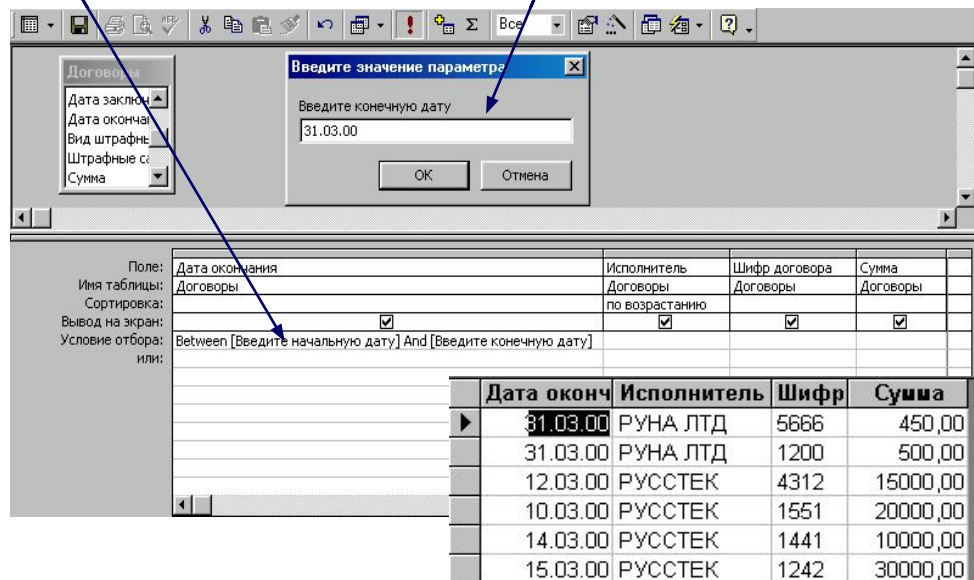 Все
Договоры
Дата заключ
Дата окончан
Вид штрафны
Штрафные са
Сумма
Введите значение параметра
Введите конечную дату
31.03.00
ОК Отмена
Поле: Дата окончания Исполнитель Шифр договора Сумма
Имя таблицы: Договоры Договоры Договоры Договоры
Сортировка: по возрастанию
Вывод на экран:
Условие отбора: Between [Введите начальную дату] And [Введите конечную дату]
или:
Дата оконч Исполнитель Шифр Сумма
31.03.00 РУНА ЛТД 5666 450,00
31.03.00 РУНА ЛТД 1200 500,00
12.03.00 РУССТЕК 4312 15000,00
10.03.00 РУССТЕК 1551 20000,00
14.03.00 РУССТЕК 1441 10000,00
15.03.00 РУССТЕК 1242 30000,00